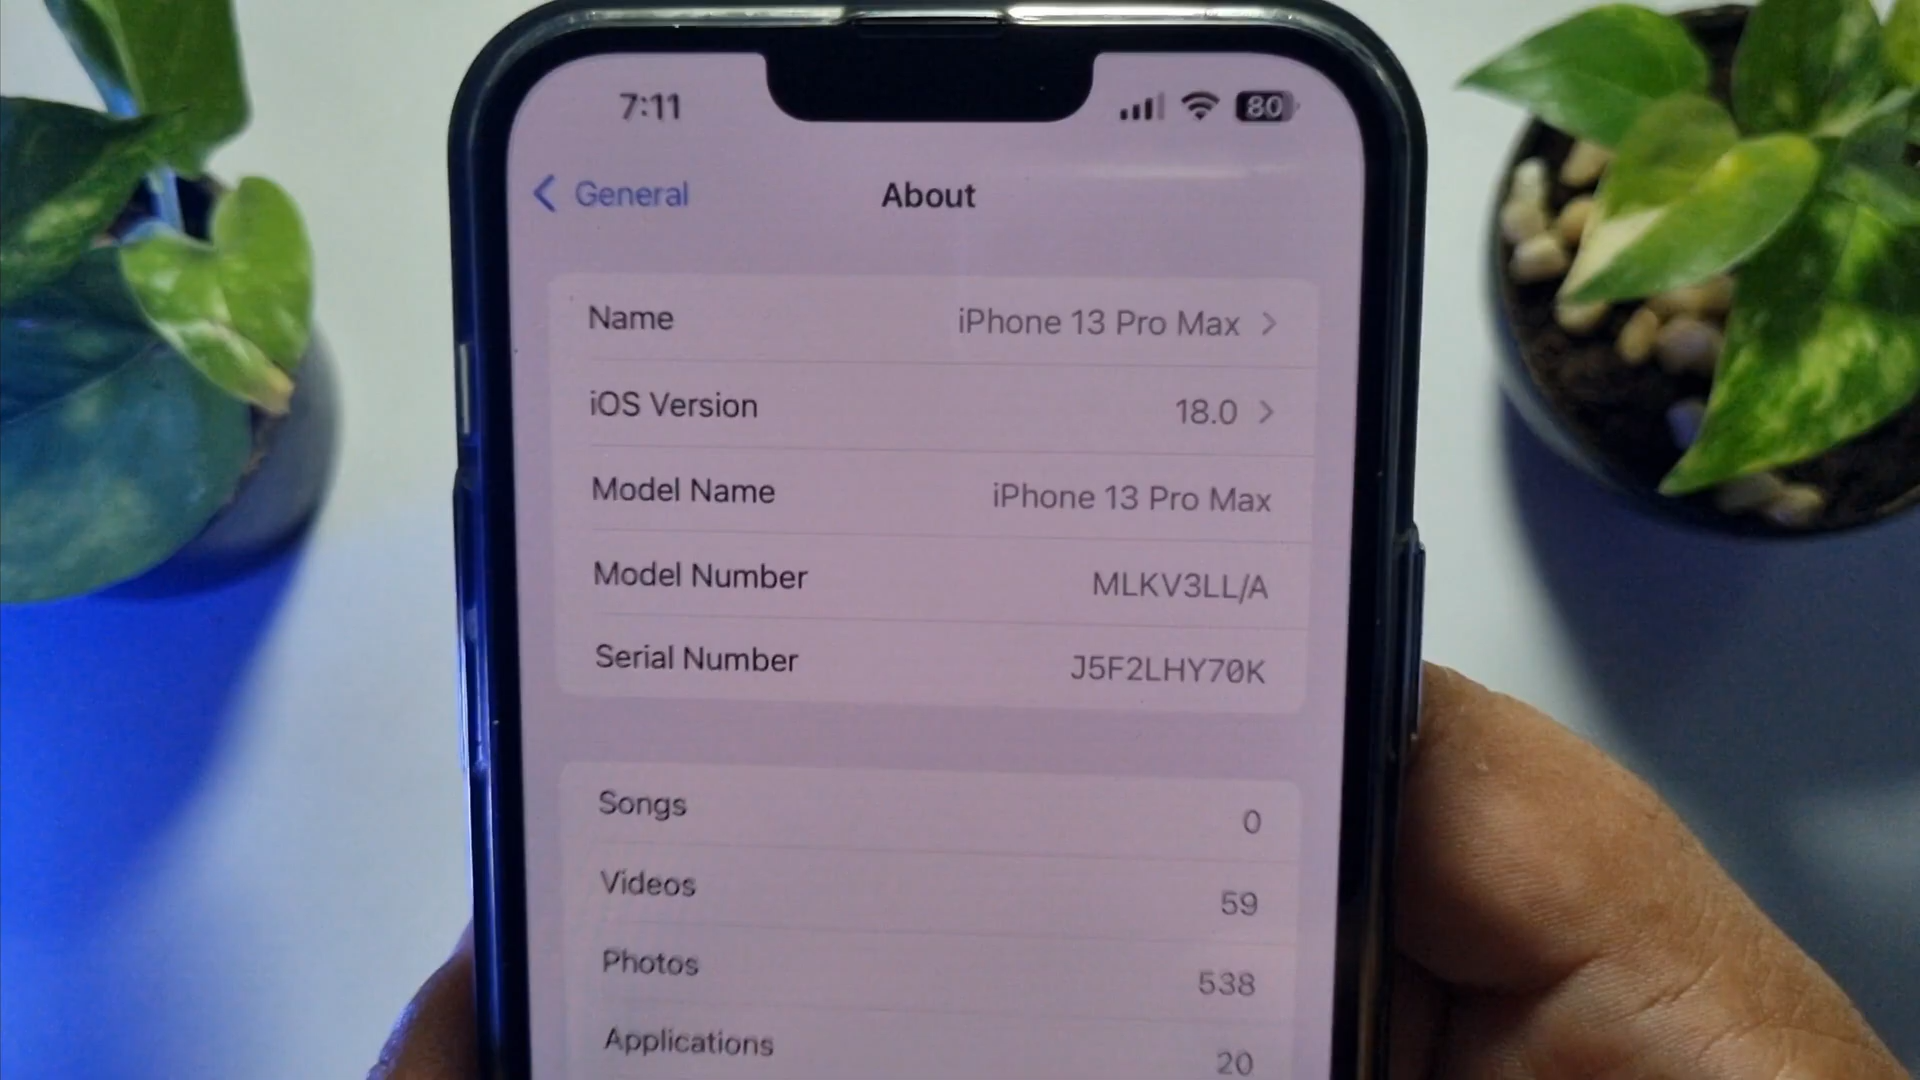 7:11 80
General About
Name iPhone 13 Pro Max
iOS Version 18.0
Model Name iPhone 13 Pro Max
Model Number MLKV3LL/A
Serial Number J5F2LHY70K
Songs 0
Videos 59
Photos 538
Applications 20